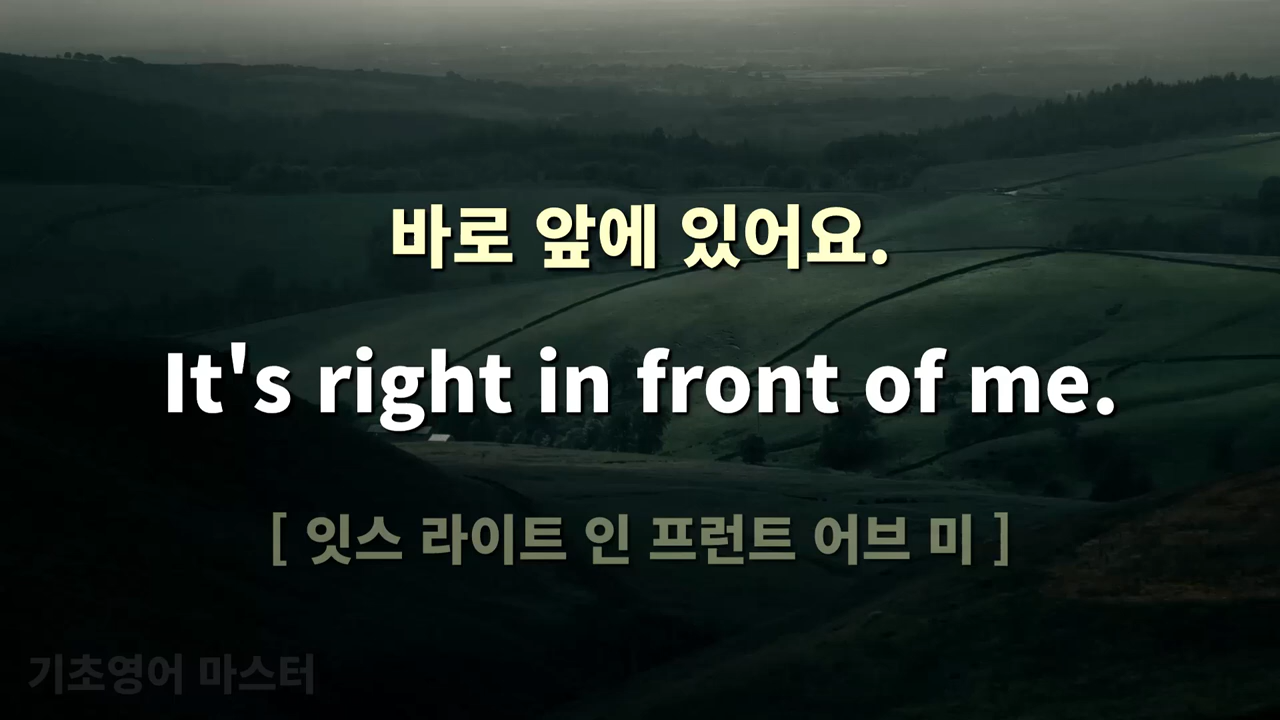 바로 앞에 있어요.
It's right in front of me.
[ 잇스 라이트 인 프런트 어브 미 ]
기초영어 마스터